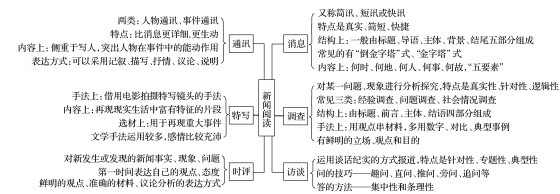 两类：人物通讯、事件通讯
特点：比消息更详细、更生动
内容上：侧重于写人，突出人物在事件中的能动作用
表达方式：可以采用记叙、描写、抒情、议论、说明
通讯
手法上：借用电影拍摄特写镜头的手法
内容上：再现现实生活中富有特征的片段
选材上：用于再现重大事件
文学手法运用较多，感情比较充沛
特写
对新发生或发现的新闻事实、现象、问题
第一时间表达自己的观点、态度
鲜明的观点、准确的材料、议论分析的表达方式
时评
新闻阅读
消息
又称简讯、短讯或快讯
特点是真实、简短、快捷
结构上：一般由标题、导语、主体、背景、结尾五部分组成
常见的有“倒金字塔”式、“金字塔”式
内容上：何时、何地、何人、何事、何故，“五要素”
调查
对某一问题、现象进行分析探究，特点是真实性、针对性、逻辑性
常见三类：经验调查、问题调查、社会情况调查
结构上：由标题、前言、主体、结语四部分组成
手法上：用观点串材料，多用数字、对比、典型事例
有鲜明的立场、观点和目的
访谈
运用谈话纪实的方式报道，特点是针对性、专题性、典型性
问的技巧——趣问、直问、推问、旁问、追问等
答的方法——集中性和条理性